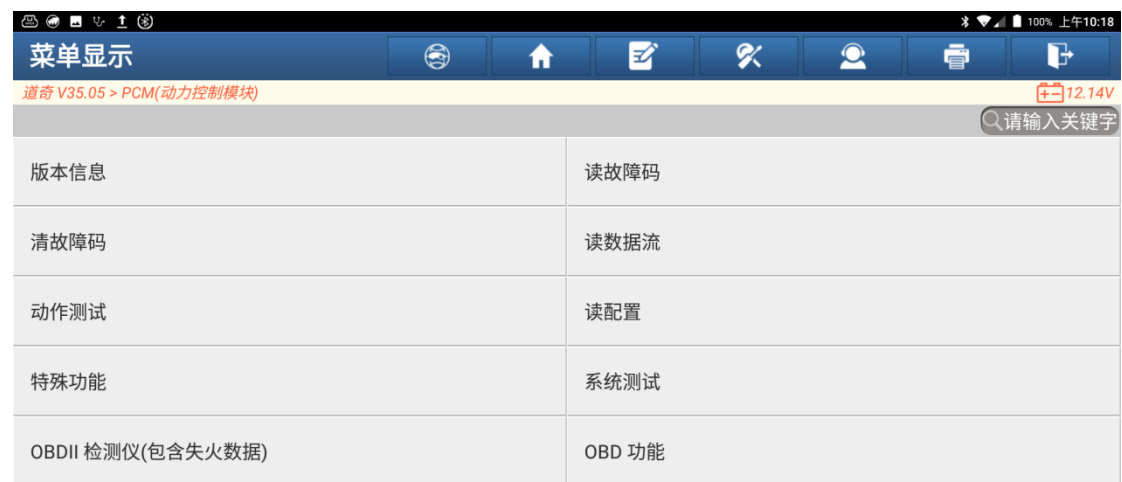 100% 上午10:18
菜单显示
道奇 V35.05 > PCM(动力控制模块)
12.14V
请输入关键字
版本信息
读故障码
清故障码
读数据流
动作测试
读配置
特殊功能
系统测试
OBDII 检测仪(包含失火数据)
OBD 功能